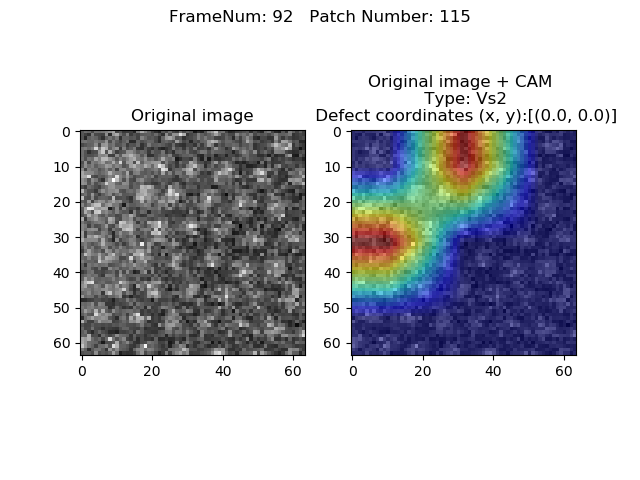 FrameNum: 92   Patch Number: 115
Original image
Original image + CAM
Type: Vs2
Defect coordinates (x, y):[(0.0, 0.0)]
0
10
20
30
40
50
60
0 20 40 60
0
10
20
30
40
50
60
0 20 40 60